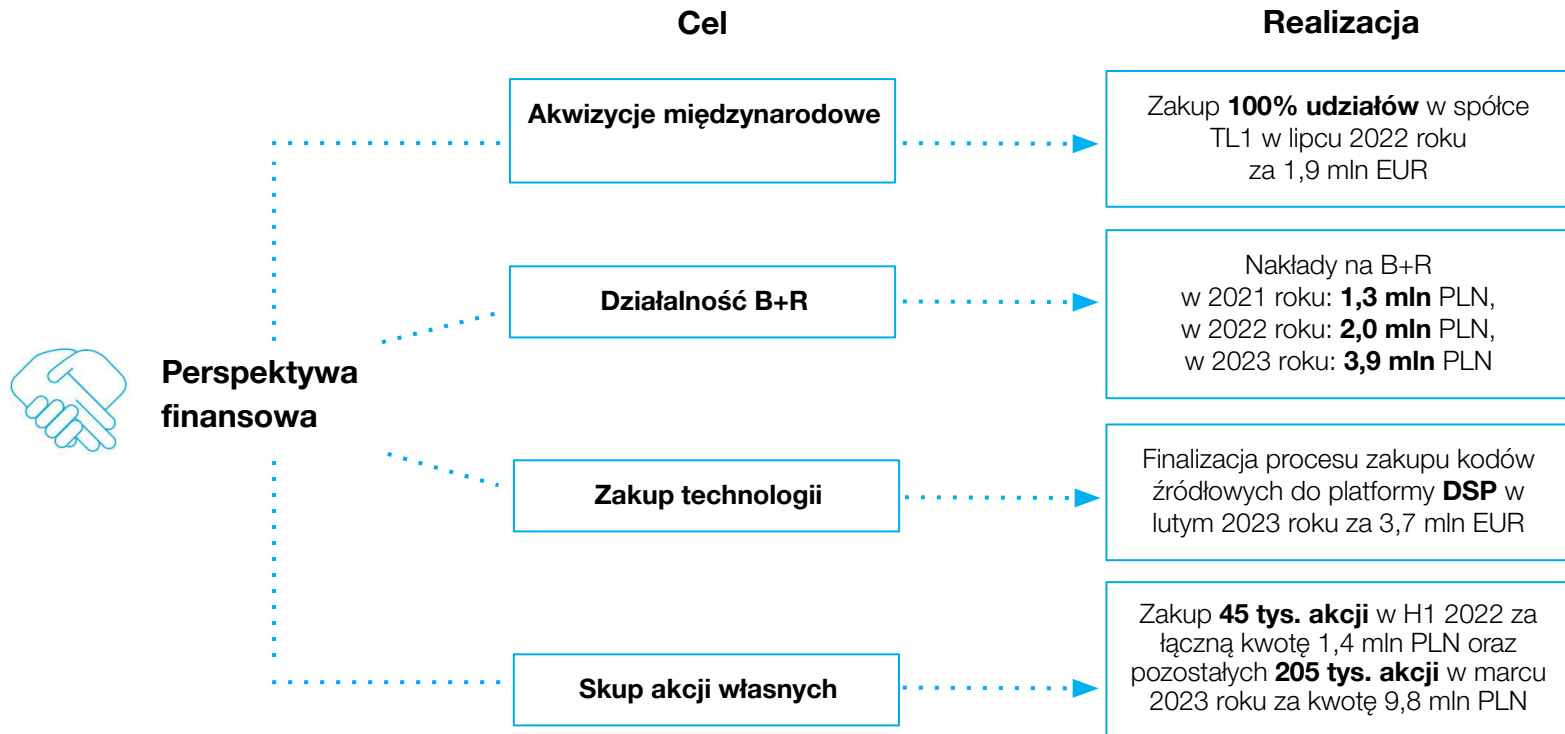 Cel
Realizacja
Akwizycje międzynarodowe
Zakup 100% udziałów w spółce
TL1 w lipcu 2022 roku
za 1,9 mln EUR
Działalność B+R
Nakłady na B+R
w 2021 roku: 1,3 mln PLN,
w 2022 roku: 2,0 mln PLN,
w 2023 roku: 3,9 mln PLN
Perspektywa
finansowa
Zakup technologii
Finalizacja procesu zakupu kodów
źródłowych do platformy DSP w
lutym 2023 roku za 3,7 mln EUR
Skup akcji własnych
Zakup 45 tys. akcji w H1 2022 za
łączną kwotę 1,4 mln PLN oraz
pozostałych 205 tys. akcji w marcu
2023 roku za kwotę 9,8 mln PLN